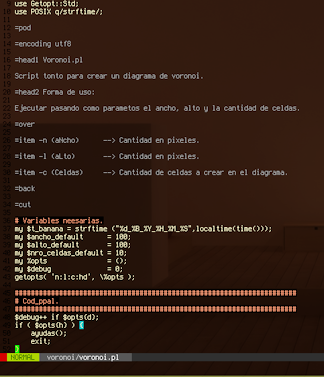 use Getopt::Std;
use POSIX q/strftime/;
=pod
=encoding utf8
=head1 Voronoi.pl
Script tonto para crear un diagrama de voronoi.
=head2 Forma de uso:
Ejecutar pasando como parametos el ancho, alto y la cantidad de celdas.
=over
=item -n (aNcho) --> Cantidad en pixeles.
=item -l (aLto) --> Cantidad en pixeles.
=item -c (Celdas) --> Cantidad de celdas a crear en el diagrama.
=back
=cut
# Variables neesarias.
my $t_banana = strftime ("%d_%B_%Y_%H_%M_%S",localtime(time()));
my $ancho_default = 100;
my $alto_default = 100;
my $nro_celdas_default = 10;
my %opts = ();
my $debug = 0;
getopts( 'n:l:c:hd', \%opts );
# Cod_ppal.
$debug++ if $opts{d};
if ( $opts{h} ) {
ayudas();
exit;
}
NORMAL voronoi/voronoi.pl